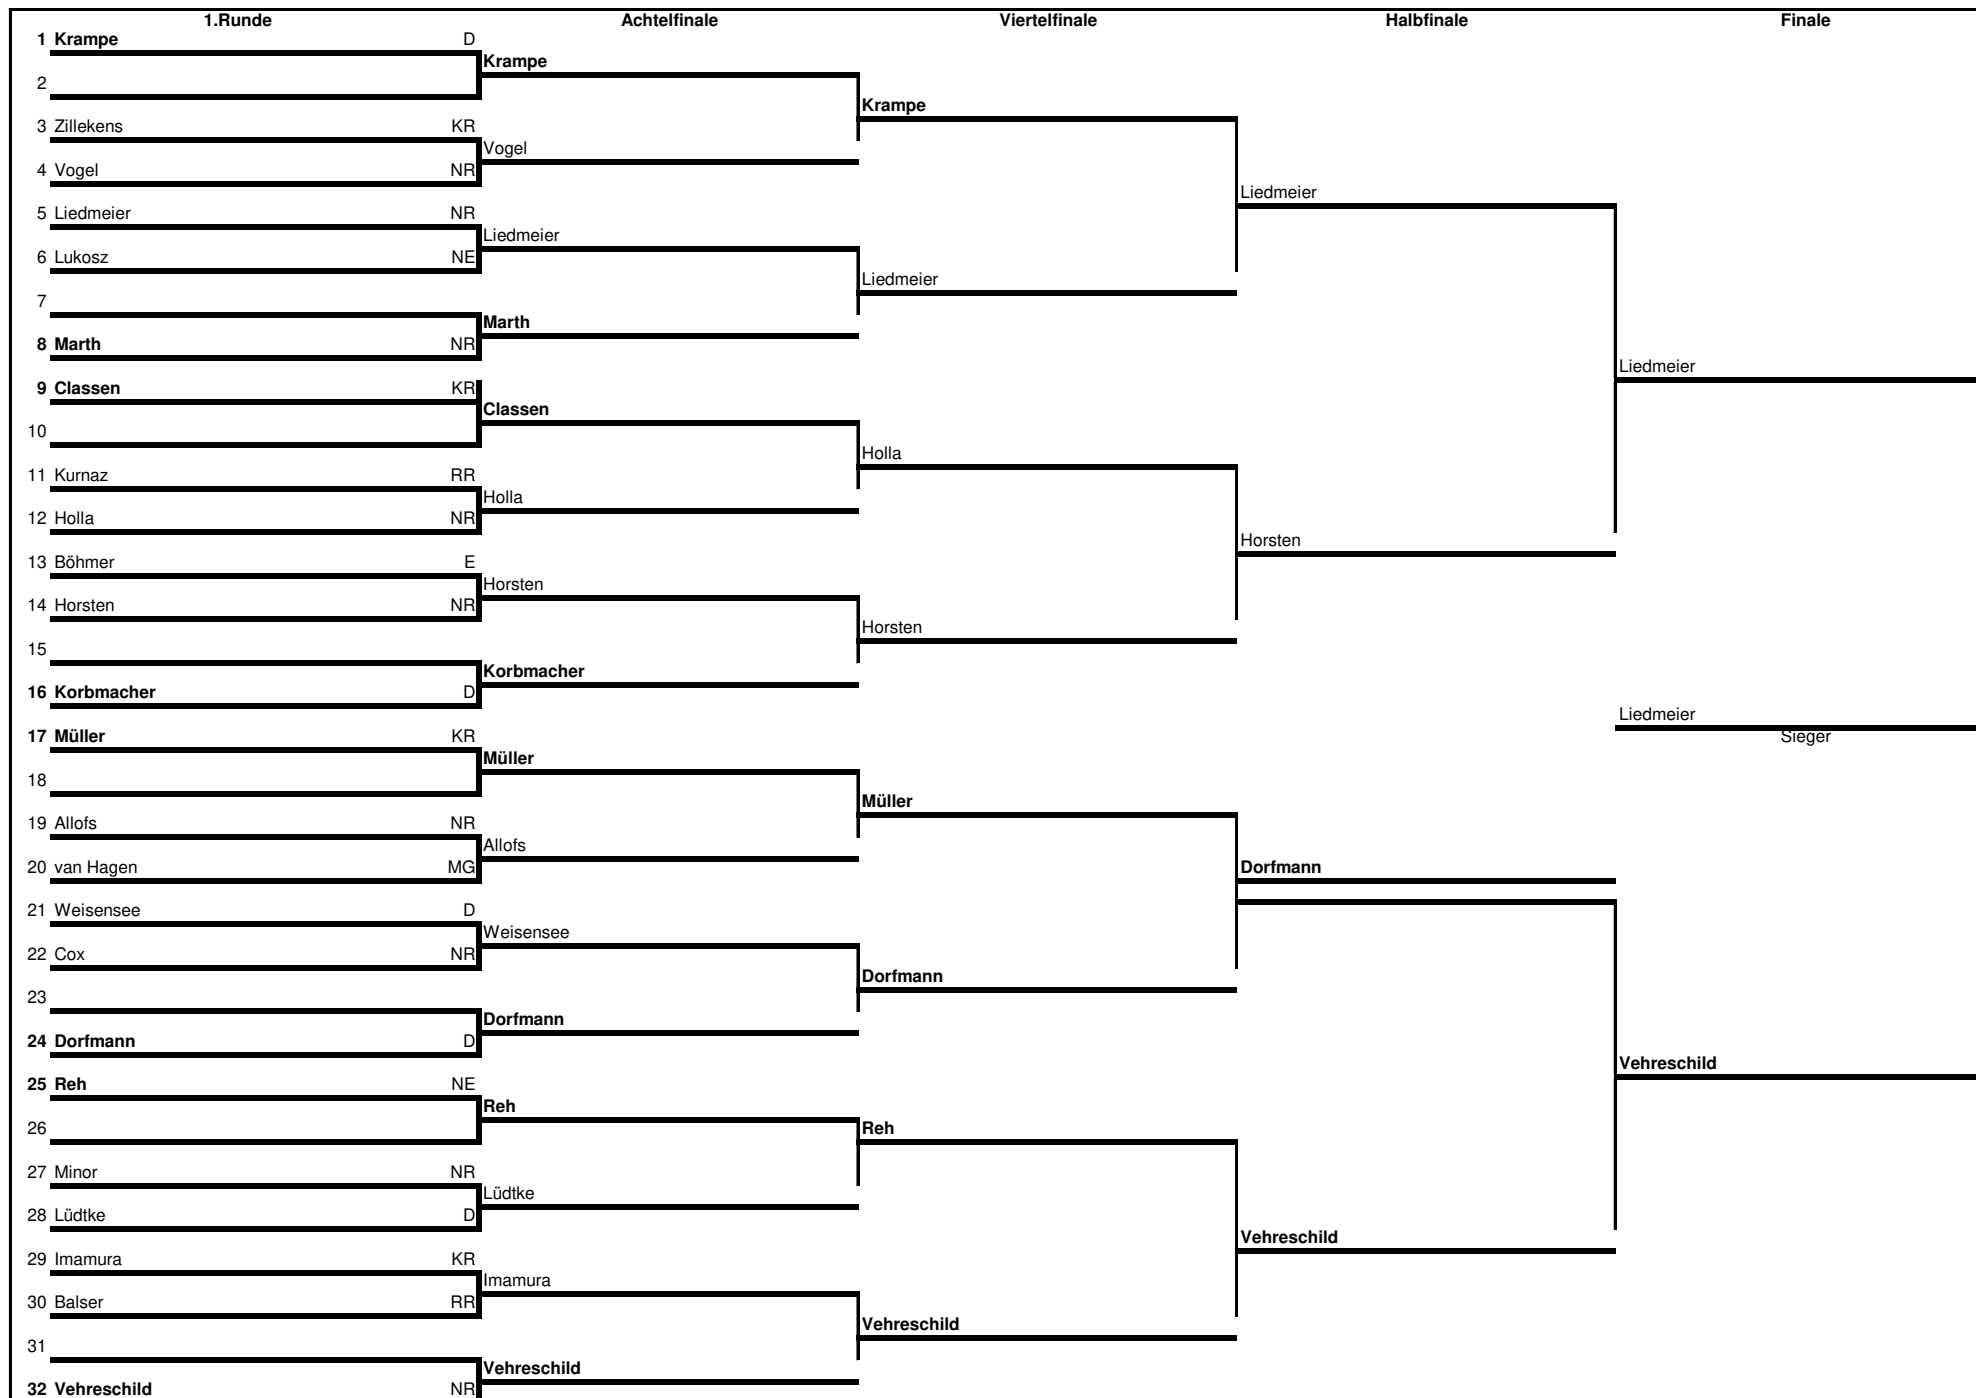 1.Runde Achtelfinale Viertelfinale Halbfinale Finale
1 Krampe D
Krampe
2
Krampe
3 Zillekens KR
Vogel
4 Vogel NR
Liedmeier
5 Liedmeier NR
Liedmeier
6 Lukosz NE
Liedmeier
7
Marth
8 Marth NR
Liedmeier
9 Classen KR
Classen
10
Holla
11 Kurnaz RR
Holla
12 Holla NR
Horsten
13 Böhmer E
Horsten
14 Horsten NR
Horsten
15
Korbmacher
16 Korbmacher D
Liedmeier
17 Müller KR
Sieger
Müller
18
Müller
19 Allofs NR
Allofs
20 van Hagen MG
Dorfmann
21 Weisensee D
Weisensee
22 Cox NR
Dorfmann
23
Dorfmann
24 Dorfmann D
Vehreschild
25 Reh NE
Reh
26
Reh
27 Minor NR
Lüdtke
28 Lüdtke D
Vehreschild
29 Imamura KR
Imamura
30 Balser RR
Vehreschild
31
Vehreschild
32 Vehreschild NR